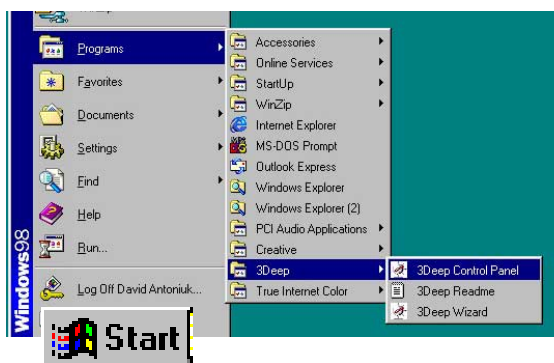 Programs
Favorites
Documents
Settings
Find
Help
Run...
Log Off David Antoniuk...
Windows98
Start
Accessories
Online Services
StartUp
WinZip
Internet Explorer
MS-DOS Prompt
Outlook Express
Windows Explorer
Windows Explorer (2)
PCI Audio Applications
Creative
3Deep
True Internet Color
3Deep Control Panel
3Deep Readme
3Deep Wizard